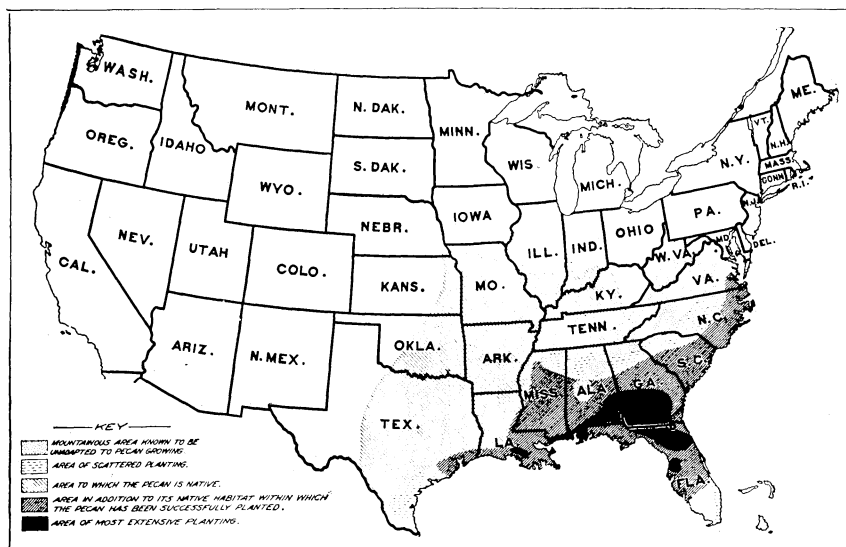 WASH.
MONT.
N. DAK.
MINN.
ME.
VT.
N.H.
OREG.
IDAHO
S. DAK.
WIS.
MICH.
N.Y.
MASS.
CONN.
R.I.
WYO.
NEBR.
IOWA
PA.
N.J.
NEV.
UTAH
COLO.
ILL.
IND.
OHIO
W. VA.
MD.
DEL.
CAL.
KANS.
MO.
KY.
VA.
ARIZ.
N. MEX.
OKLA.
ARK.
TENN.
N.C.
S.C.
TEX.
LA.
MISS.
ALA.
GA.
FLA.
KEY
MOUNTAINOUS AREA KNOWN TO BE
UNADAPTED TO PECAN GROWING.
AREA OF SCATTERED PLANTING.
AREA TO WHICH THE PECAN IS NATIVE.
AREA IN ADDITION TO ITS NATIVE HABITAT WITHIN WHICH
THE PECAN HAS BEEN SUCCESSFULLY PLANTED.
AREA OF MOST EXTENSIVE PLANTING.